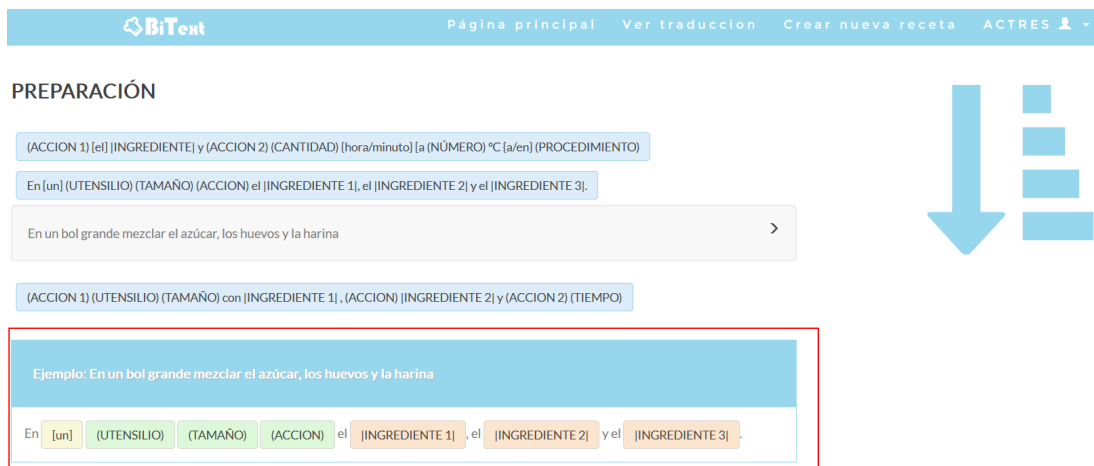 BiText Página principal Ver traduccion Crear nueva receta ACTRES
PREPARACIÓN
(ACCION 1) [el] |INGREDIENTE| y (ACCION 2) (CANTIDAD) {hora/minuto} [a (NÚMERO) ºC {a/en} (PROCEDIMIENTO)
En [un] (UTENSILIO) (TAMAÑO) (ACCION) el |INGREDIENTE 1|, el |INGREDIENTE 2| y el |INGREDIENTE 3|.
En un bol grande mezclar el azúcar, los huevos y la harina
(ACCION 1) (UTENSILIO) (TAMAÑO) con |INGREDIENTE 1| , (ACCION) |INGREDIENTE 2| y (ACCION 2) (TIEMPO)
Ejemplo: En un bol grande mezclar el azúcar, los huevos y la harina
En [un] (UTENSILIO) (TAMAÑO) (ACCION) el |INGREDIENTE 1| , el |INGREDIENTE 2| y el |INGREDIENTE 3| .